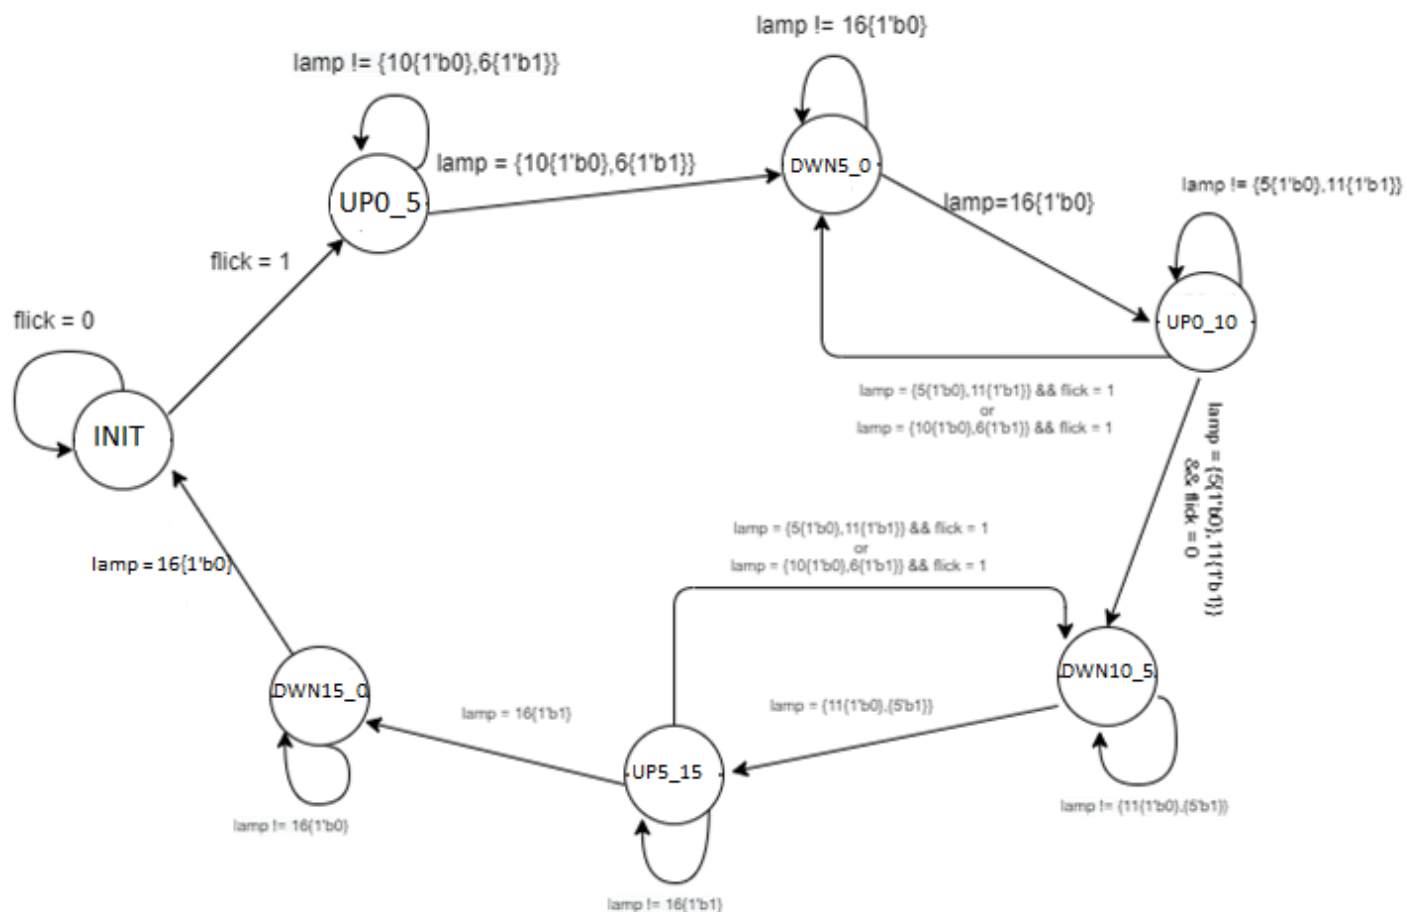 lamp != 16{1'b0}
lamp != {10{1'b0},6{1'b1}}
lamp = {10{1'b0},6{1'b1}}
DWN5_0
lamp != {5{1'b0},11{1'b1}}
UP0_5
lamp=16{1'b0}
flick = 1
flick = 0
UP0_10
lamp = {5{1'b0},11{1'b1}} && flick = 1
or
lamp = {10{1'b0},6{1'b1}} && flick = 1
lamp = {5{1'b0},11{1'b1}}
&& flick = 0
INIT
lamp = {5{1'b0},11{1'b1}} && flick = 1
or
lamp = {10{1'b0},6{1'b1}} && flick = 1
lamp = 16{1'b0}
DWN10_5
DWN15_0
lamp = 16{1'b1}
lamp = {11{1'b0},{5'b1}}
UP5_15
lamp != {11{1'b0},{5'b1}}
lamp != 16{1'b0}
lamp != 16{1'b1}